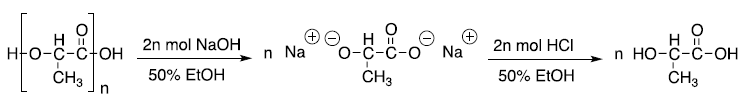 H-O-C-C-OH
H
O
CH₃
n
2n mol NaOH
50% EtOH
n Na⊕ ⊖O-C-C-O⊖ Na⊕
H
O
CH₃
2n mol HCl
50% EtOH
n HO-C-C-OH
H
O
CH₃